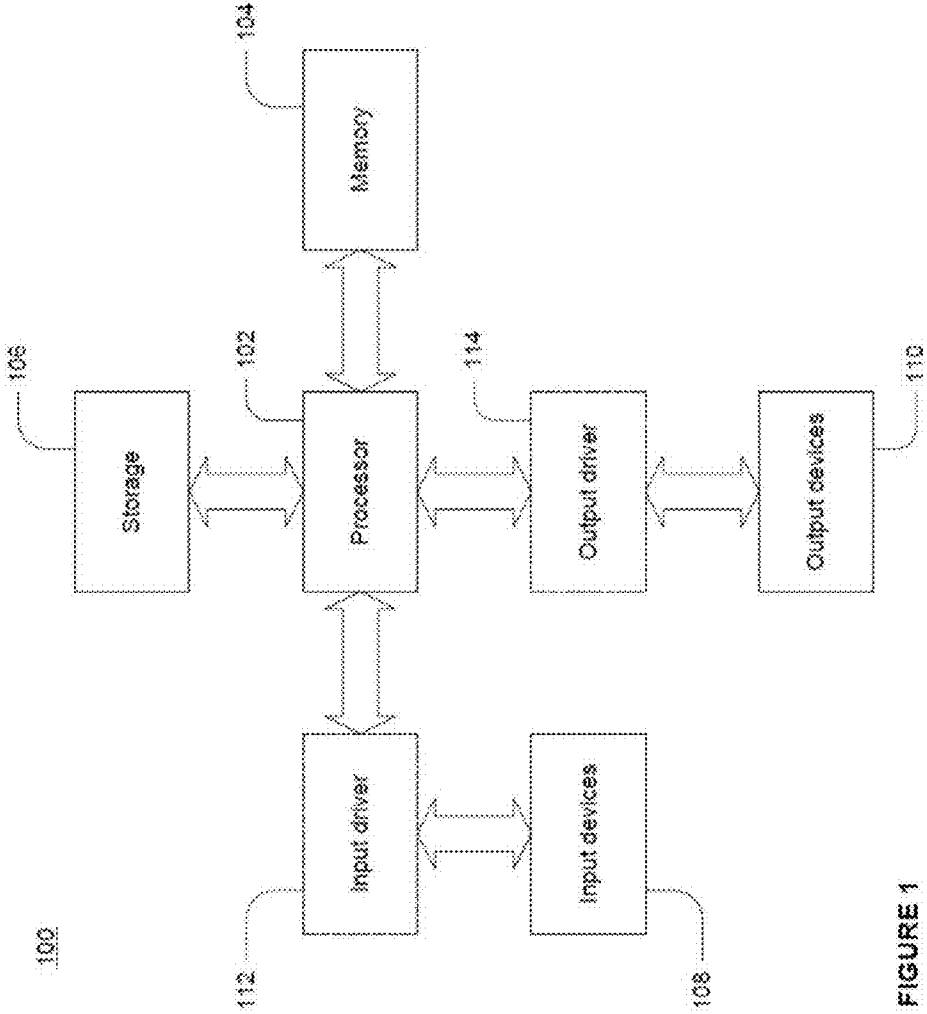 100
106
Storage
112
102
104
Input driver
Processor
Memory
114
Input devices
Output driver
108
Output devices
110
FIGURE 1